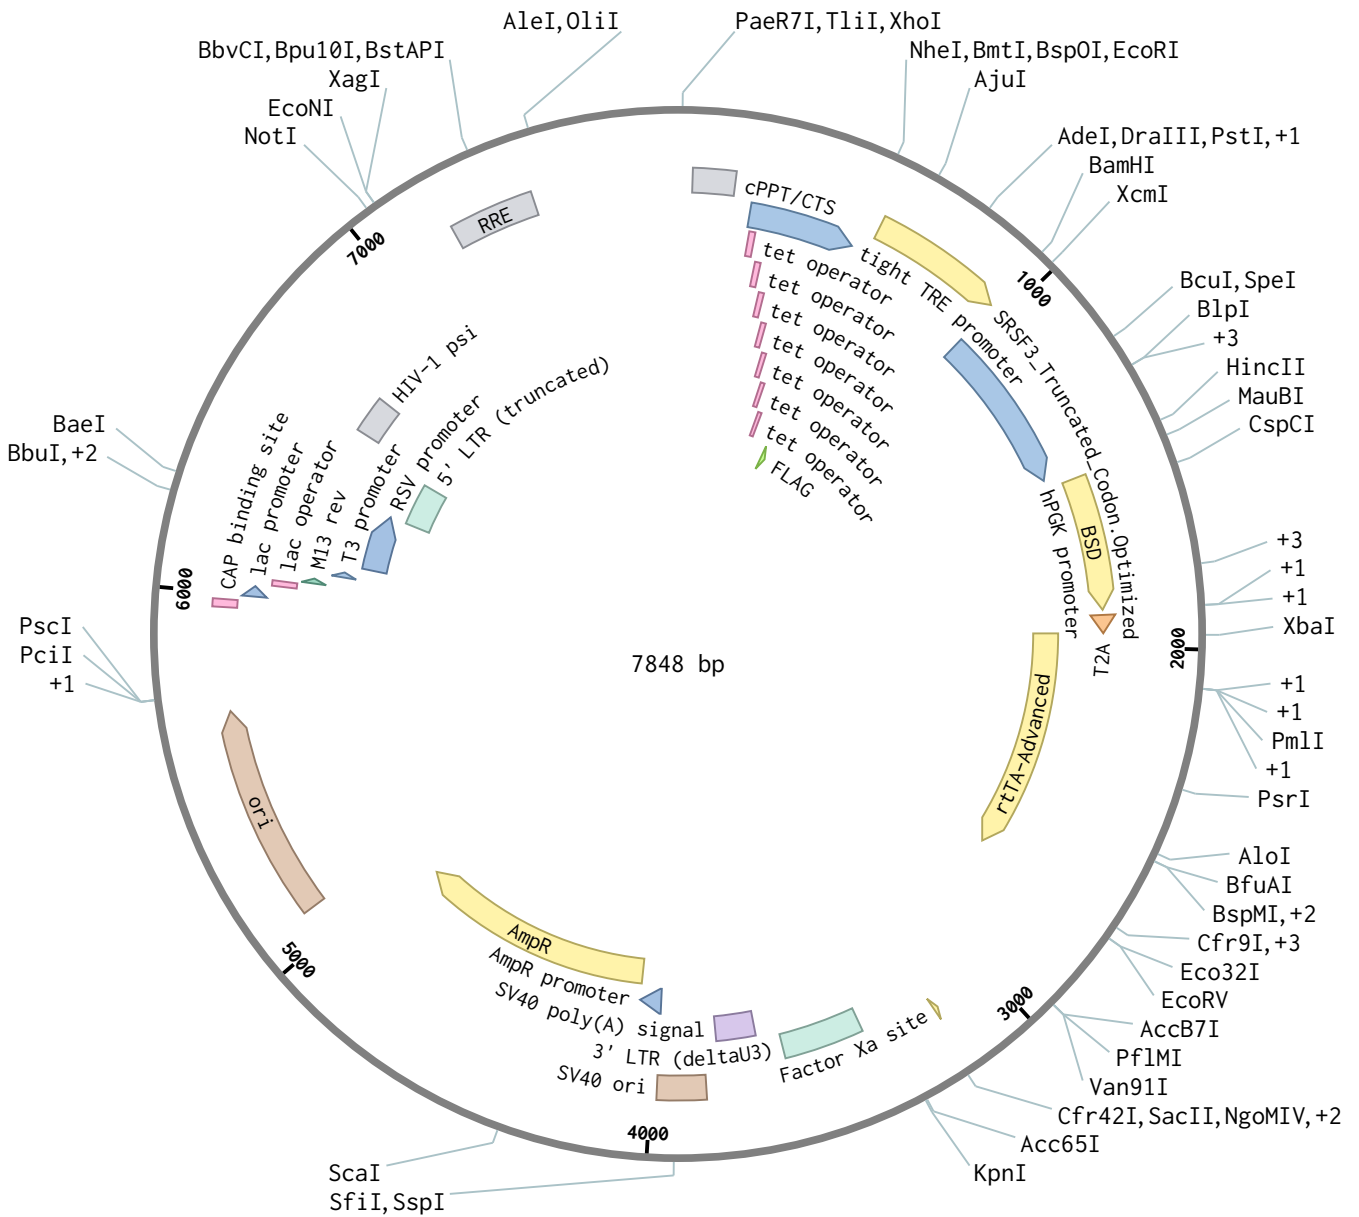 AleI,OliI
PaeR7I,TliI,XhoI
BbvCI,Bpu10I,BstAPI
NheI,BmtI,BspOI,EcoRI
XagI
AjuI
EcoNI
NotI
AdeI,DraIII,PstI,+1
BamHI
XcmI
cPPT/CTS
RRE
7000
1000
tight TRE promoter
SRSF3_Truncated_Codon.Optimized
tet operator
tet operator
tet operator
tet operator
tet operator
tet operator
tet operator
FLAG
BcuI,SpeI
BlpI
+3
HincII
MauBI
CspCI
HIV-1 psi
5' LTR (truncated)
RSV promoter
T3 promoter
M13 rev
lac operator
lac promoter
CAP binding site
BaeI
BbuI,+2
hPGK promoter
BSD
T2A
+3
+1
+1
XbaI
6000
2000
PscI
PciI
+1
7848 bp
+1
+1
PmlI
+1
PsrI
rtTA-Advanced
ori
AloI
BfuAI
BspMI,+2
Cfr9I,+3
Eco32I
EcoRV
AccB7I
PflMI
Van91I
Cfr42I,SacII,NgoMIV,+2
Acc65I
KpnI
5000
3000
AmpR
AmpR promoter
SV40 poly(A) signal
3' LTR (deltaU3)
Factor Xa site
SV40 ori
4000
ScaI
SfiI,SspI